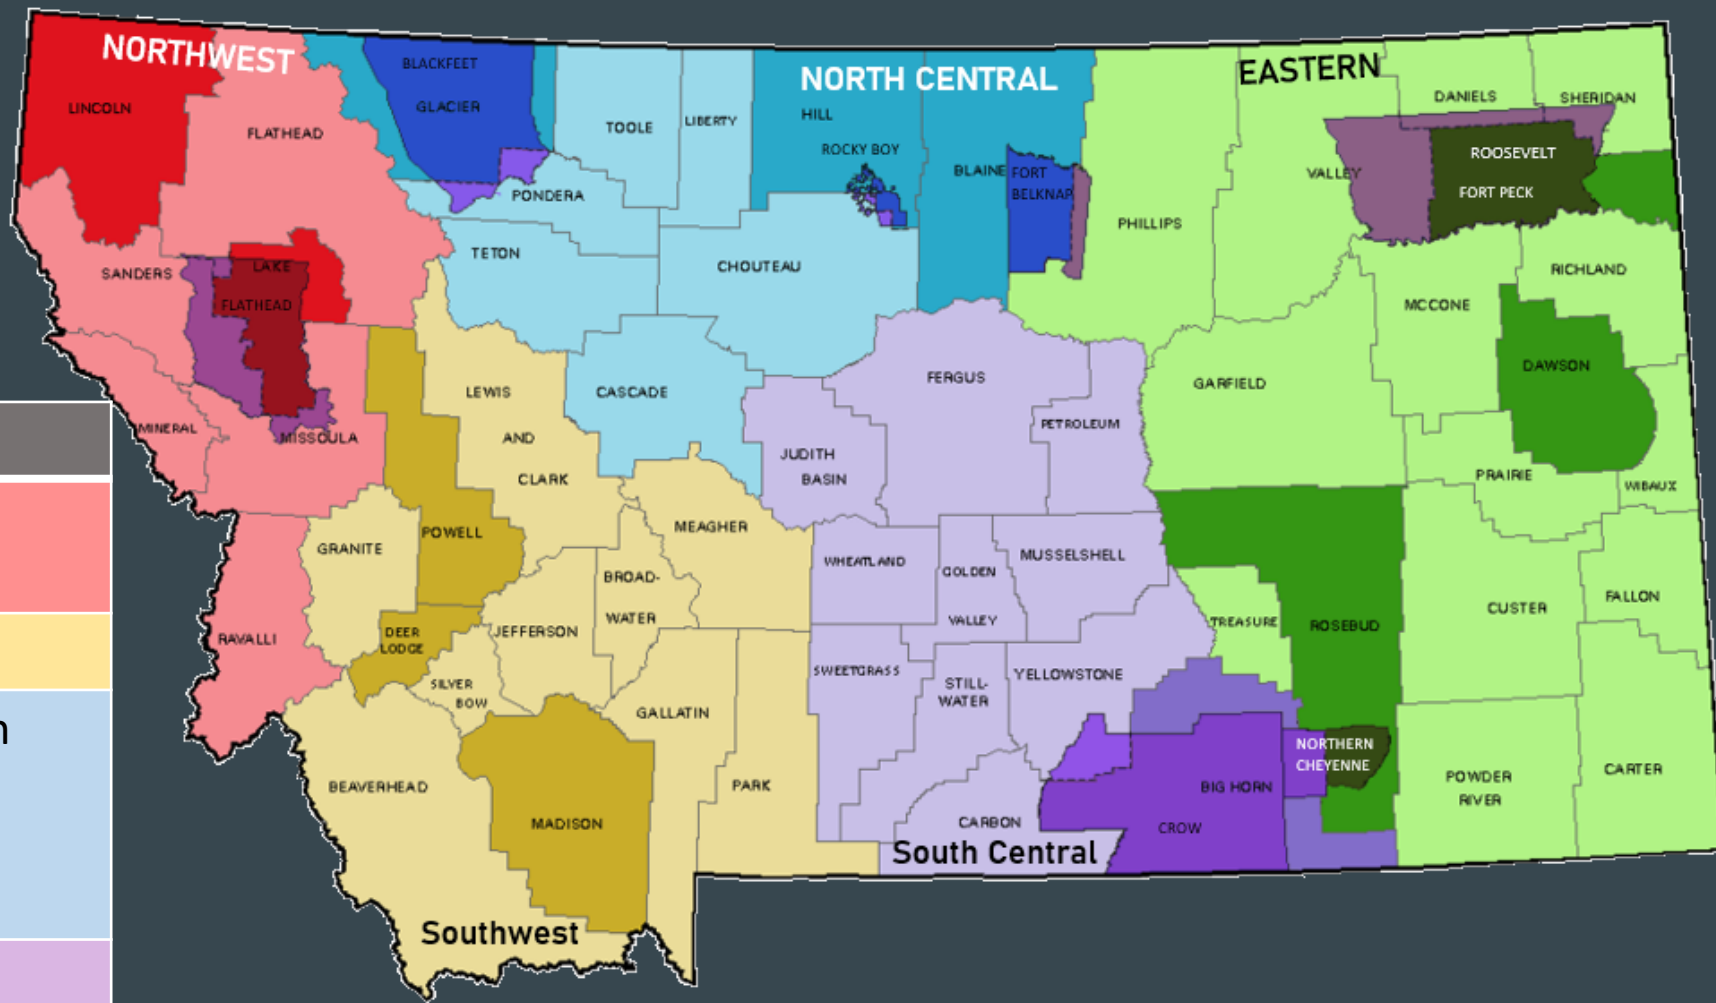 NORTHWEST
LINCOLN
FLATHEAD
BLACKFEET
GLACIER
TOOLE
LIBERTY
NORTH CENTRAL
HILL
ROCKY BOY
BLAINE
FORT
BELKNAP
EASTERN
DANIELS
SHERIDAN
ROOSEVELT
FORT PECK
VALLEY
PHILLIPS
PONDERA
TETON
CHOUTEAU
SANDERS
LAKE
FLATHEAD
MINERAL
MISSOULA
RICHLAND
MCCONE
DAWSON
GARFIELD
PRAIRIE
WIBAUX
LEWIS
AND
CLARK
CASCADE
FERGUS
PETROLEUM
JUDITH
BASIN
POWELL
GRANITE
MEAGHER
BROAD-
WATER
WHEATLAND
GOLDEN
VALLEY
MUSSELSHELL
CUSTER
FALLON
TREASURE
ROSEBUD
RAVALLI
DEER
LODGE
JEFFERSON
SILVER
BOW
GALLATIN
SWEETGRASS
STILL-
WATER
YELLOWSTONE
n
BEAVERHEAD
MADISON
PARK
CARBON
BIG HORN
CROW
NORTHERN
CHEYENNE
POWDER
RIVER
CARTER
South Central
Southwest